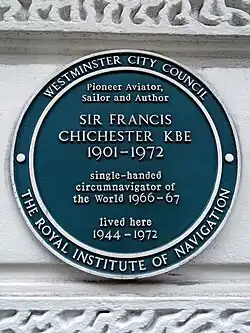 WESTMINSTER CITY COUNCIL
Pioneer Aviator,
Sailor and Author
SIR FRANCIS
CHICHESTER KBE
1901-1972
single-handed
circumnavigator of
the World 1966-67
lived here
1944-1972
THE ROYAL INSTITUTE OF NAVIGATION